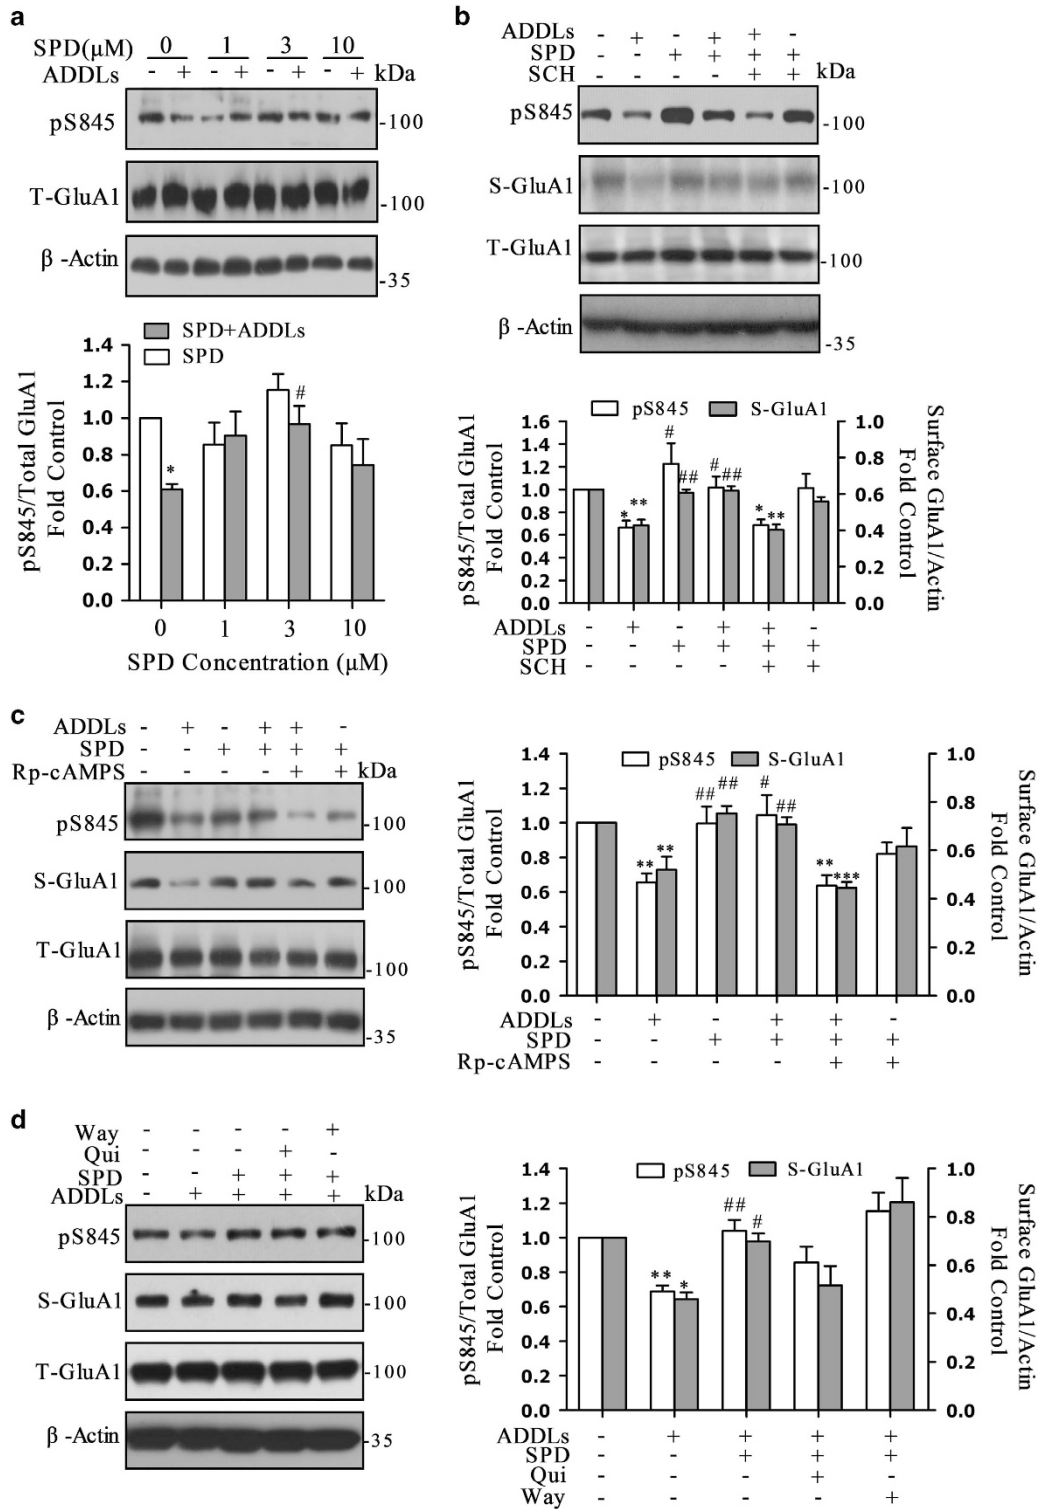 a
SPD(μM) 0 1 3 10
ADDLs - + - + - + - + kDa
pS845 -100
T-GluA1 -100
β -Actin -35
SPD+ADDLs
SPD
pS845/Total GluA1
Fold Control
1.4
1.2
1.0
0.8
0.6
0.4
0.2
0.0
* #
0 1 3 10
SPD Concentration (μM)
b
ADDLs - + - + + -
SPD - - + + + +
SCH - - - - + + kDa
pS845 -100
S-GluA1 -100
T-GluA1 -100
β -Actin -35
pS845 S-GluA1
pS845/Total GluA1
Fold Control
1.6
1.4
1.2
1.0
0.8
0.6
0.4
0.2
0.0
* ** # ## # ## * **
1.0
0.8
0.6
0.4
0.2
0.0
Surface GluA1/Actin
Fold Control
ADDLs - + - + + -
SPD - - + + + +
SCH - - - - + +
c
ADDLs - + - + + -
SPD - - + + + +
Rp-cAMPS - - - - + + kDa
pS845 -100
S-GluA1 -100
T-GluA1 -100
β -Actin -35
pS845 S-GluA1
pS845/Total GluA1
Fold Control
1.4
1.2
1.0
0.8
0.6
0.4
0.2
0.0
** ** ## ## # ## ** ***
1.0
0.8
0.6
0.4
0.2
0.0
Surface GluA1/Actin
Fold Control
ADDLs - + - + + -
SPD - - + + + +
Rp-cAMPS - - - - + +
d
Way - - - - +
Qui - - - + -
SPD - - + + +
ADDLs - + + + + kDa
pS845 -100
S-GluA1 -100
T-GluA1 -100
β -Actin -35
pS845 S-GluA1
pS845/Total GluA1
Fold Control
1.4
1.2
1.0
0.8
0.6
0.4
0.2
0.0
** * ## #
1.0
0.8
0.6
0.4
0.2
0.0
Surface GluA1/Actin
Fold Control
ADDLs - + + + +
SPD - - + + +
Qui - - - + -
Way - - - - +